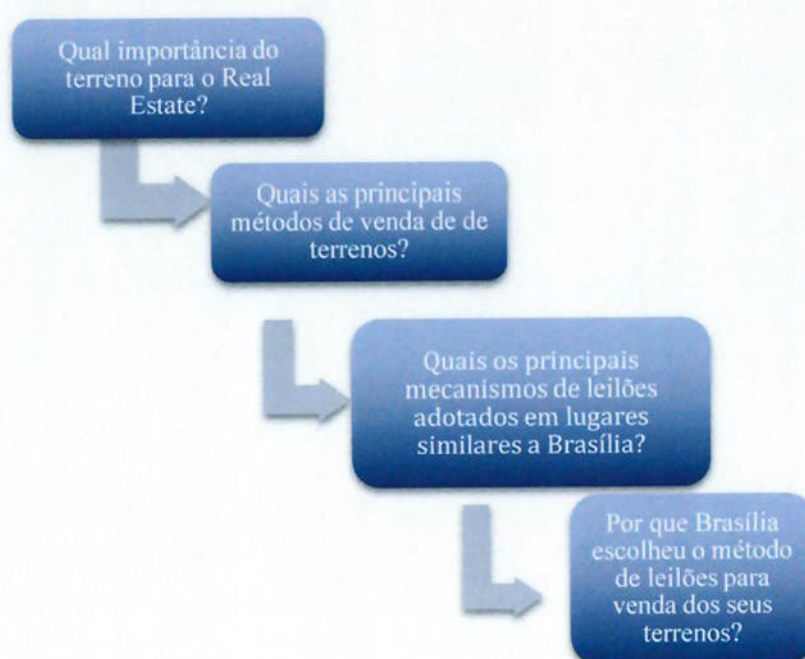 Qual importância do
terreno para o Real
Estate?
Quais as principais
métodos de venda de de
terrenos?
Quais os principais
mecanismos de leilões
adotados em lugares
similares a Brasília?
Por que Brasília
escolheu o método
de leilões para
venda dos seus
terrenos?